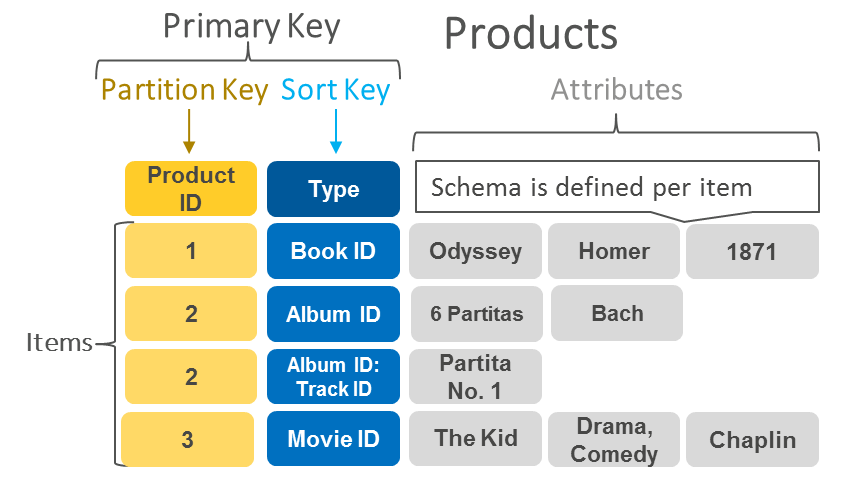 Primary Key
Products
Partition Key
Sort Key
Attributes
Product
ID
Type
Schema is defined per item
1
Book ID
Odyssey
Homer
1871
2
Album ID
6 Partitas
Bach
Items
2
Album ID:
Track ID
Partita
No. 1
3
Movie ID
The Kid
Drama,
Comedy
Chaplin